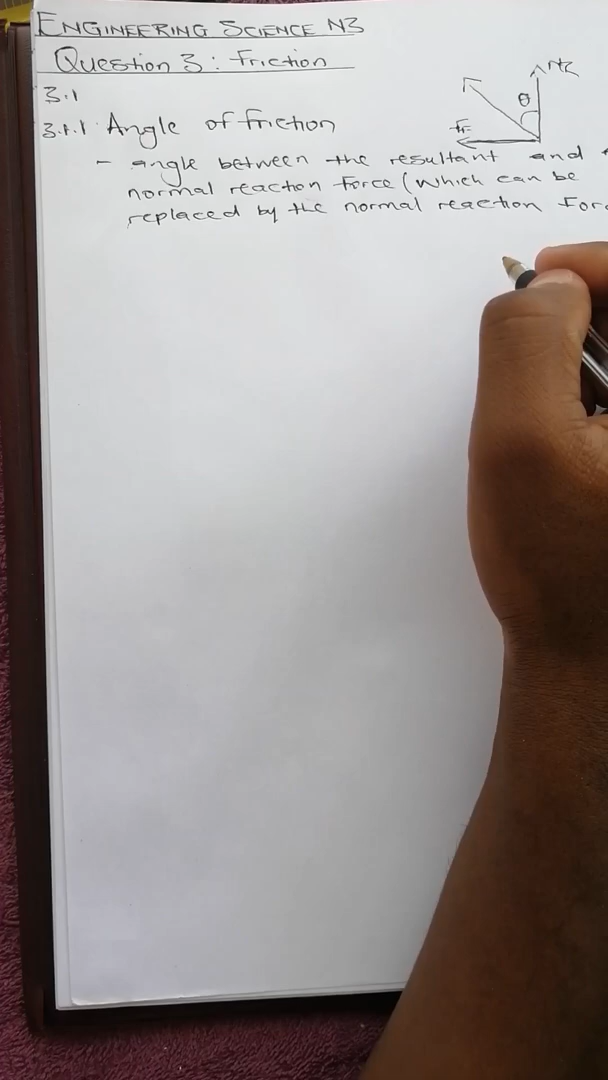 ENGINEERING SCIENCE N3
Question 3: Friction
3.1
3.1.1 Angle of friction
θ
Fr
- angle between the resultant and
normal reaction force (which can be
replaced by the normal reaction